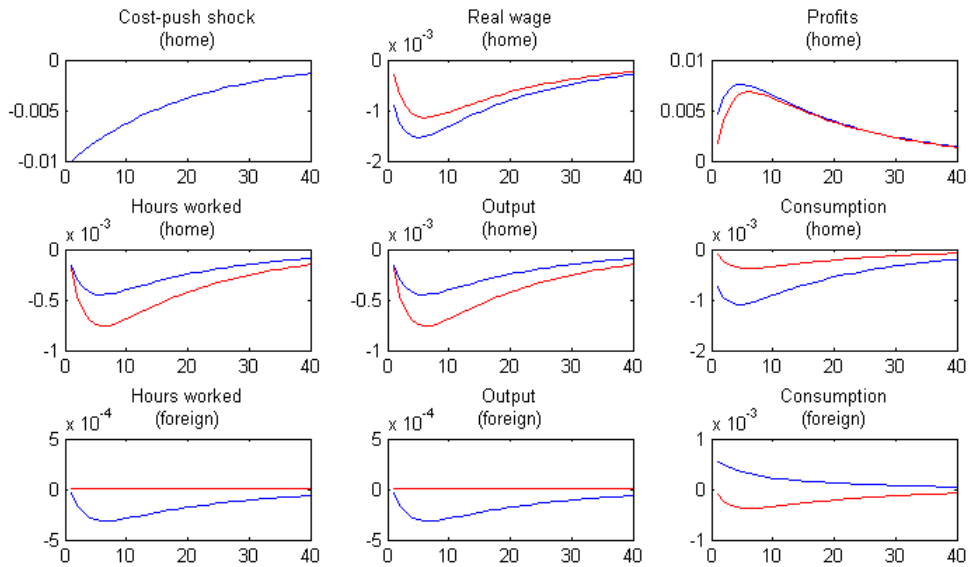 Cost-push shock
(home)
0
-0.005
-0.01
0 10 20 30 40
Real wage
(home)
x 10^-3
0
-1
-2
0 10 20 30 40
Profits
(home)
0.01
0.005
0
0 10 20 30 40
Hours worked
(home)
x 10^-3
0
-0.5
-1
0 10 20 30 40
Output
(home)
x 10^-3
0
-0.5
-1
0 10 20 30 40
Consumption
(home)
x 10^-3
0
-1
-2
0 10 20 30 40
Hours worked
(foreign)
x 10^-4
5
0
-5
0 10 20 30 40
Output
(foreign)
x 10^-4
5
0
-5
0 10 20 30 40
Consumption
(foreign)
x 10^-3
1
0
-1
0 10 20 30 40